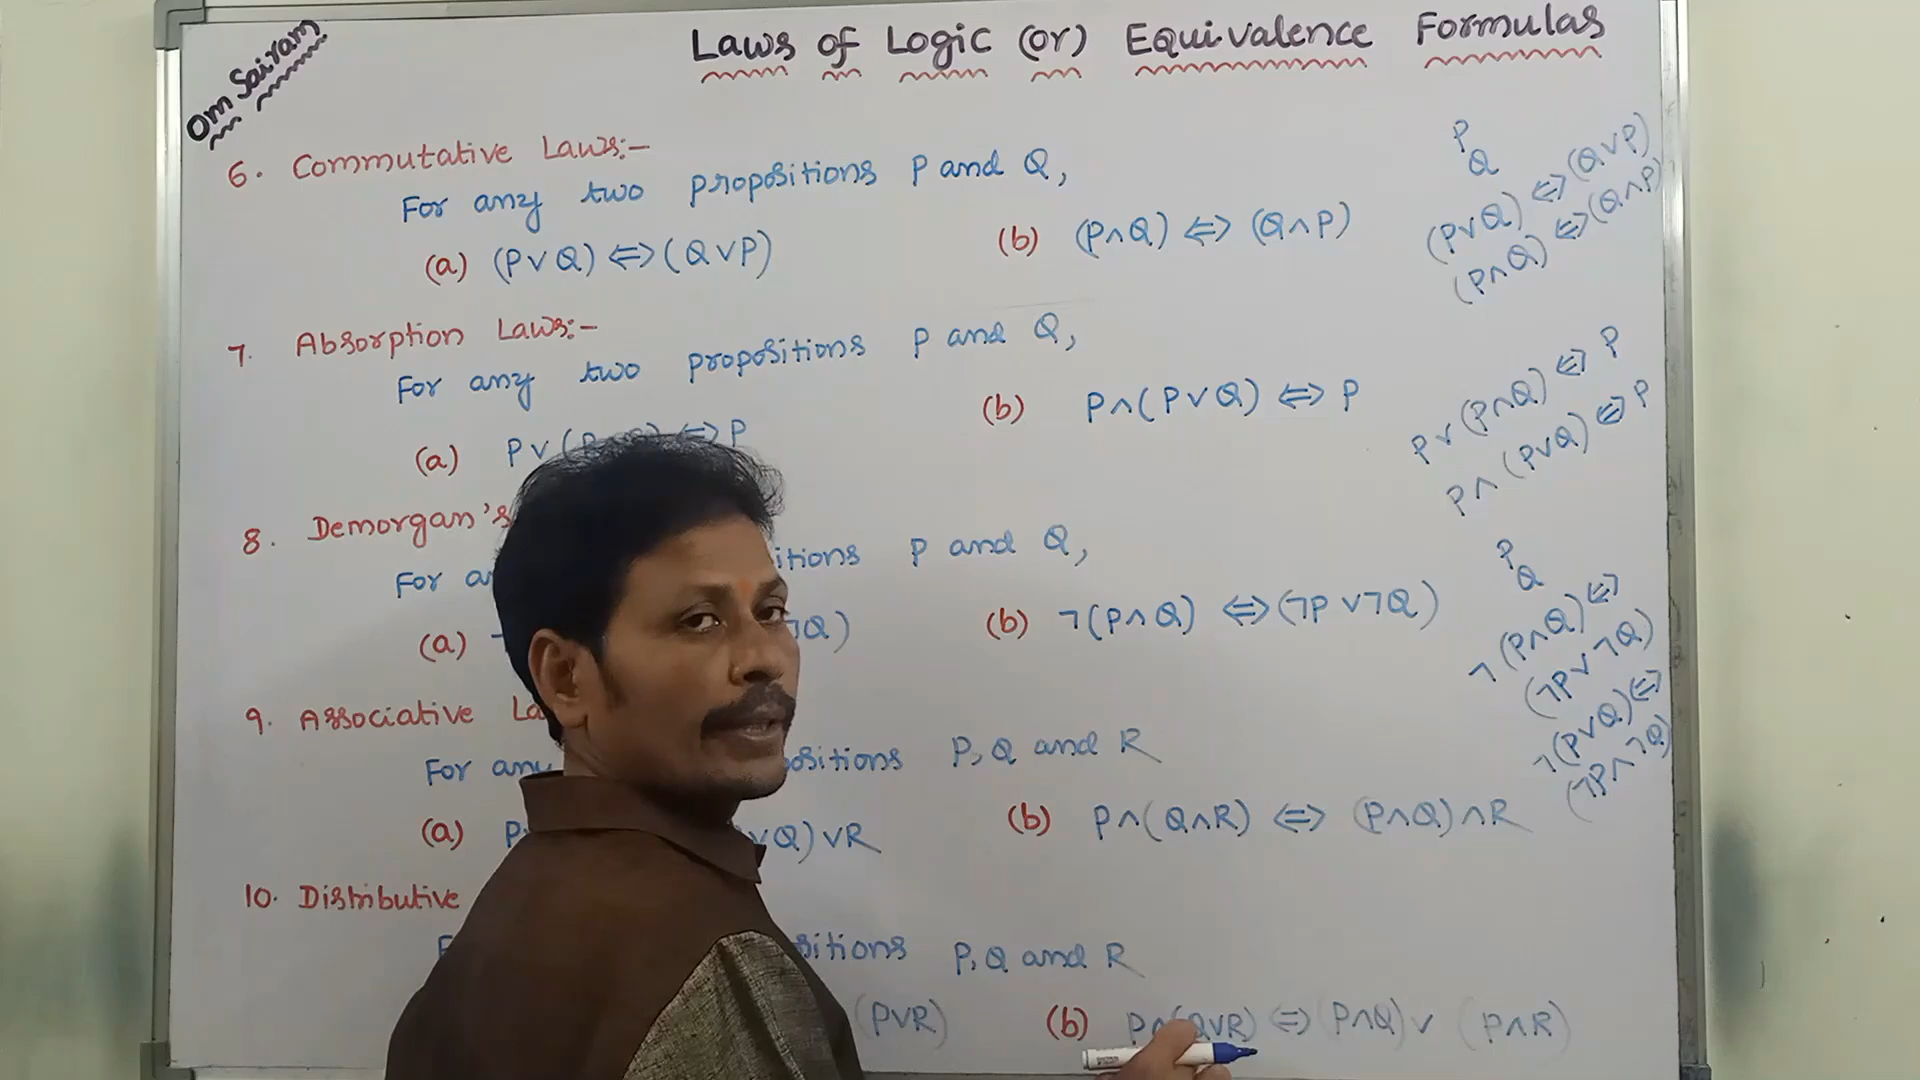 Om Sairam
Laws of Logic (or) Equivalence Formulas
6. Commutative Laws:-
For any two propositions P and Q,
(a) (P∨Q) ⇔ (Q∨P) (b) (P∧Q) ⇔ (Q∧P)
P
Q
(P∨Q) ⇔ (Q∨P)
(P∧Q) ⇔ (Q∧P)
7. Absorption Laws:-
For any two propositions P and Q,
(a) P∨(P ⇔ P (b) P∧(P∨Q) ⇔ P
P∨(P∧Q) ⇔ P
P∧(P∨Q) ⇔ P
8. Demorgan's
For a itions P and Q,
(a) ¬Q) (b) ¬(P∧Q) ⇔ (¬P∨¬Q)
P
Q
¬(P∧Q) ⇔
(¬P∨¬Q)
¬(P∨Q) ⇔
(¬P∧¬Q)
9. Associative La
For any ositions P, Q and R
(a) P ∨Q)∨R (b) P∧(Q∧R) ⇔ (P∧Q)∧R
10. Distributive
sitions P, Q and R
(P∨R) (b) P∧(Q∨R) ⇔ (P∧Q)∨ (P∧R)